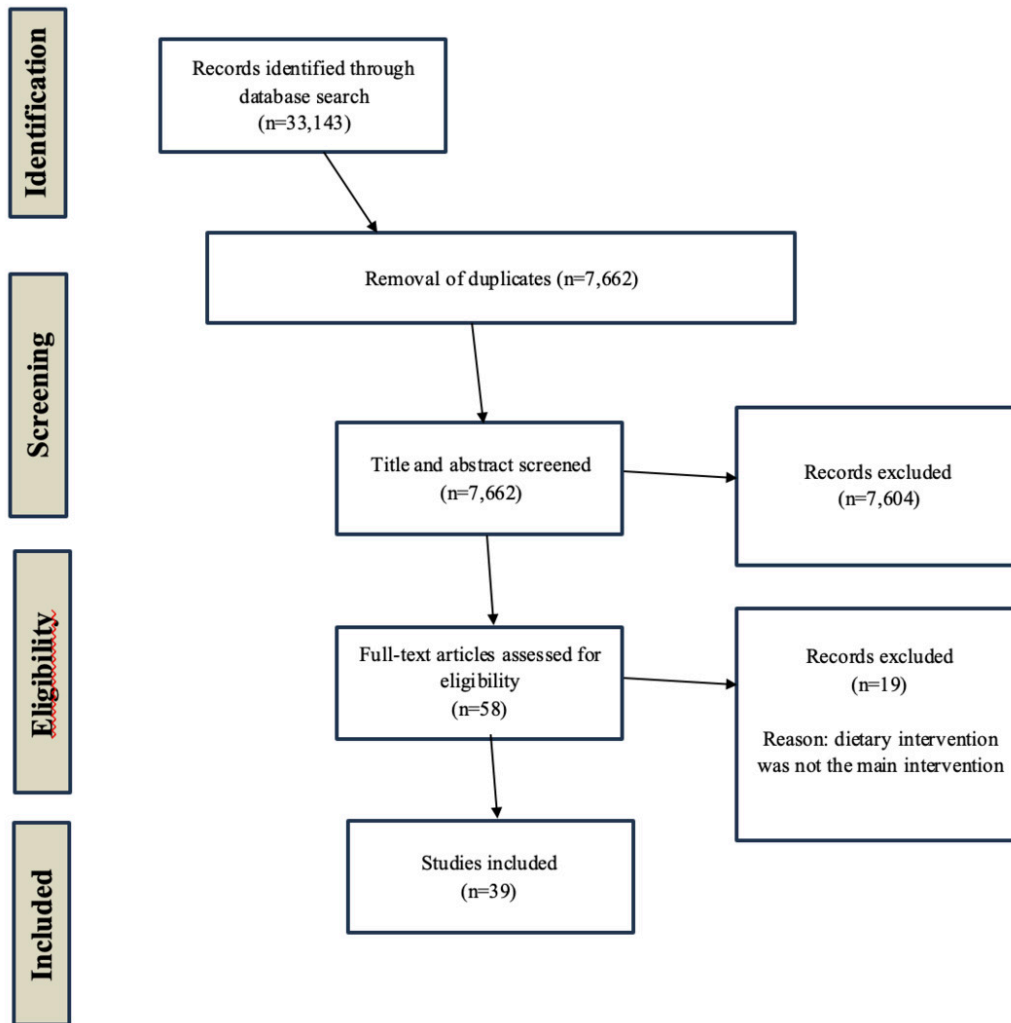 Identification
Records identified through
database search
(n=33,143)
Removal of duplicates (n=7,662)
Screening
Title and abstract screened
(n=7,662)
Records excluded
(n=7,604)
Eligibility
Full-text articles assessed for
eligibility
(n=58)
Records excluded
(n=19)
Reason: dietary intervention
was not the main intervention
Included
Studies included
(n=39)